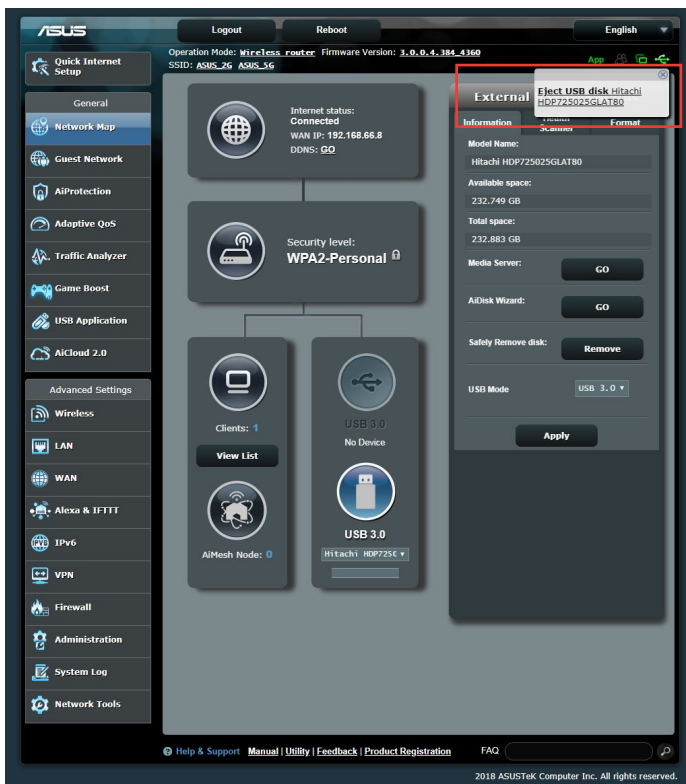 ASUS
Logout
Reboot
English
Operation Mode: Wireless router Firmware Version: 3.0.0.4.384_4360
SSID: ASUS_2G ASUS_5G
App
Quick Internet
Setup
General
Network Map
Guest Network
AiProtection
Adaptive QoS
Traffic Analyzer
Game Boost
USB Application
AiCloud 2.0
Advanced Settings
Wireless
LAN
WAN
Alexa & IFTTT
IPv6
VPN
Firewall
Administration
System Log
Network Tools
Internet status:
Connected
WAN IP: 192.168.66.8
DDNS: GO
Security level:
WPA2-Personal
Clients: 1
View List
AiMesh Node: 0
USB 3.0
No Device
USB 3.0
Hitachi HDP725C
External
Eject USB disk Hitachi
HDP725025GLAT80
Information
Health
Scanner
Format
Model Name:
Hitachi HDP725025GLAT80
Available space:
232.749 GB
Total space:
232.883 GB
Media Server:
GO
AiDisk Wizard:
GO
Safely Remove disk:
Remove
USB Mode
USB 3.0
Apply
Help & Support Manual | Utility | Feedback | Product Registration
FAQ
2018 ASUSTeK Computer Inc. All rights reserved.